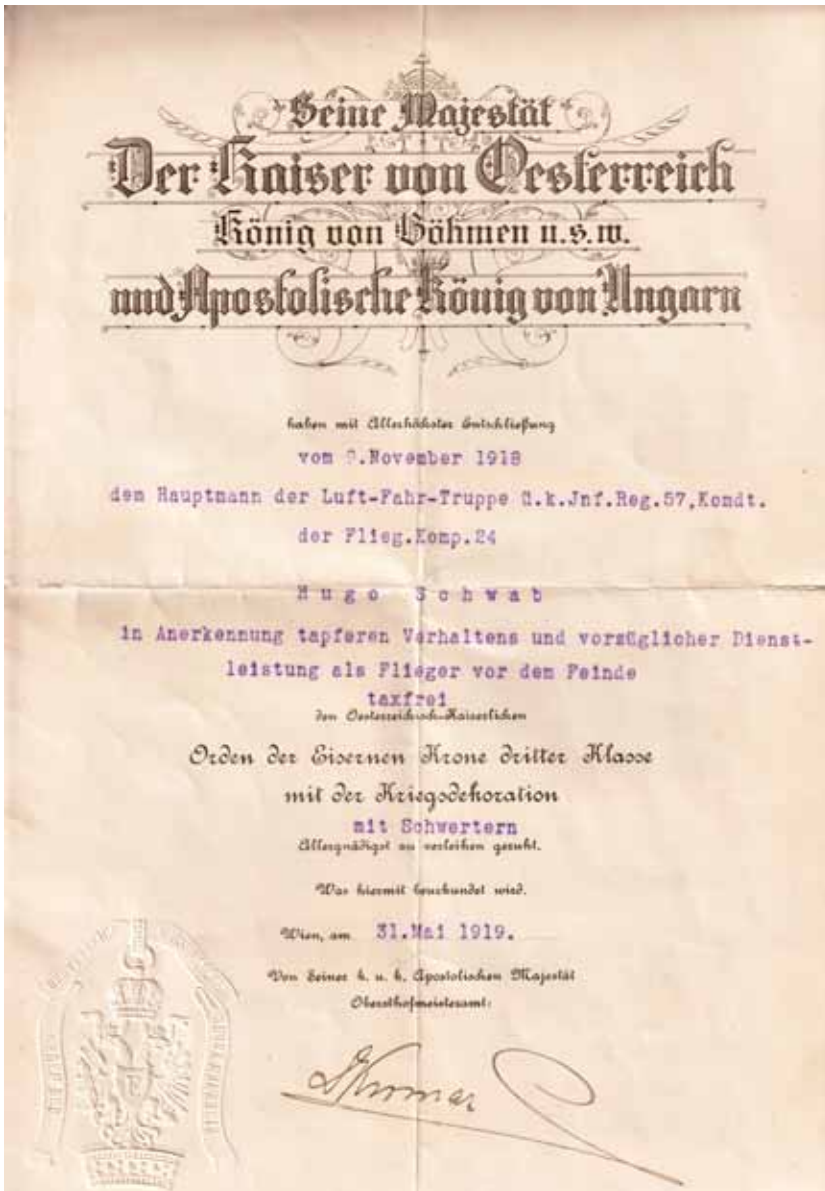 Seine Majestät
Der Kaiser von Oesterreich
König von Böhmen u.s.w.
und Apostolische König von Ungarn
haben mit Allerhöchster Entschließung
vom November 1918
dem Hauptmann der Luft-Fahr-Truppe d.k.Jnf.Reg.57,Komdt.
der Flieg.Komp.24
Hugo Schwab
in Anerkennung tapferen Verhaltens und vorzüglicher Dienst-
leistung als Flieger vor dem Feinde
taxfrei
den Oesterreichisch-Kaiserlichen
Orden der Eisernen Krone dritter Klasse
mit der Kriegsdekoration
mit Schwertern
Allergnädigst zu verleihen geruht.
Was hiermit beurkundet wird.
Wien, am 31.Mai 1919.
Von Seiner k. u. k. Apostolischen Majestät
Obersthofmeisteramt: